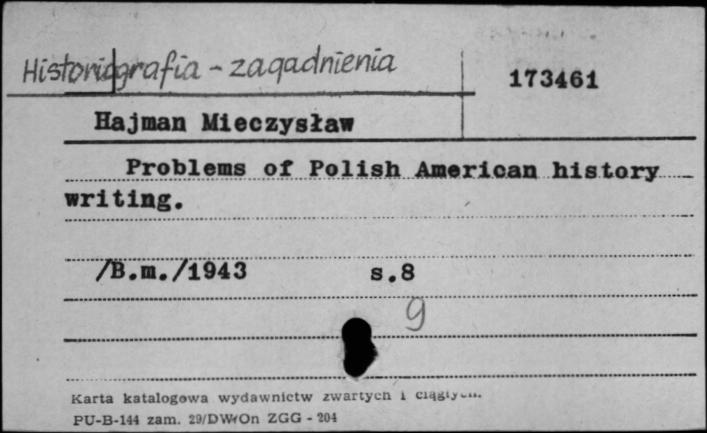 Historiografia - zagadnienia
173461
Hajman Mieczysław
Problems of Polish American history
writing.
/B.m./1943 s.8
9
Karta katalogowa wydawnictw zwartych i ciągłych.
PU-B-144 zam. 29/DWrOn ZGG - 204